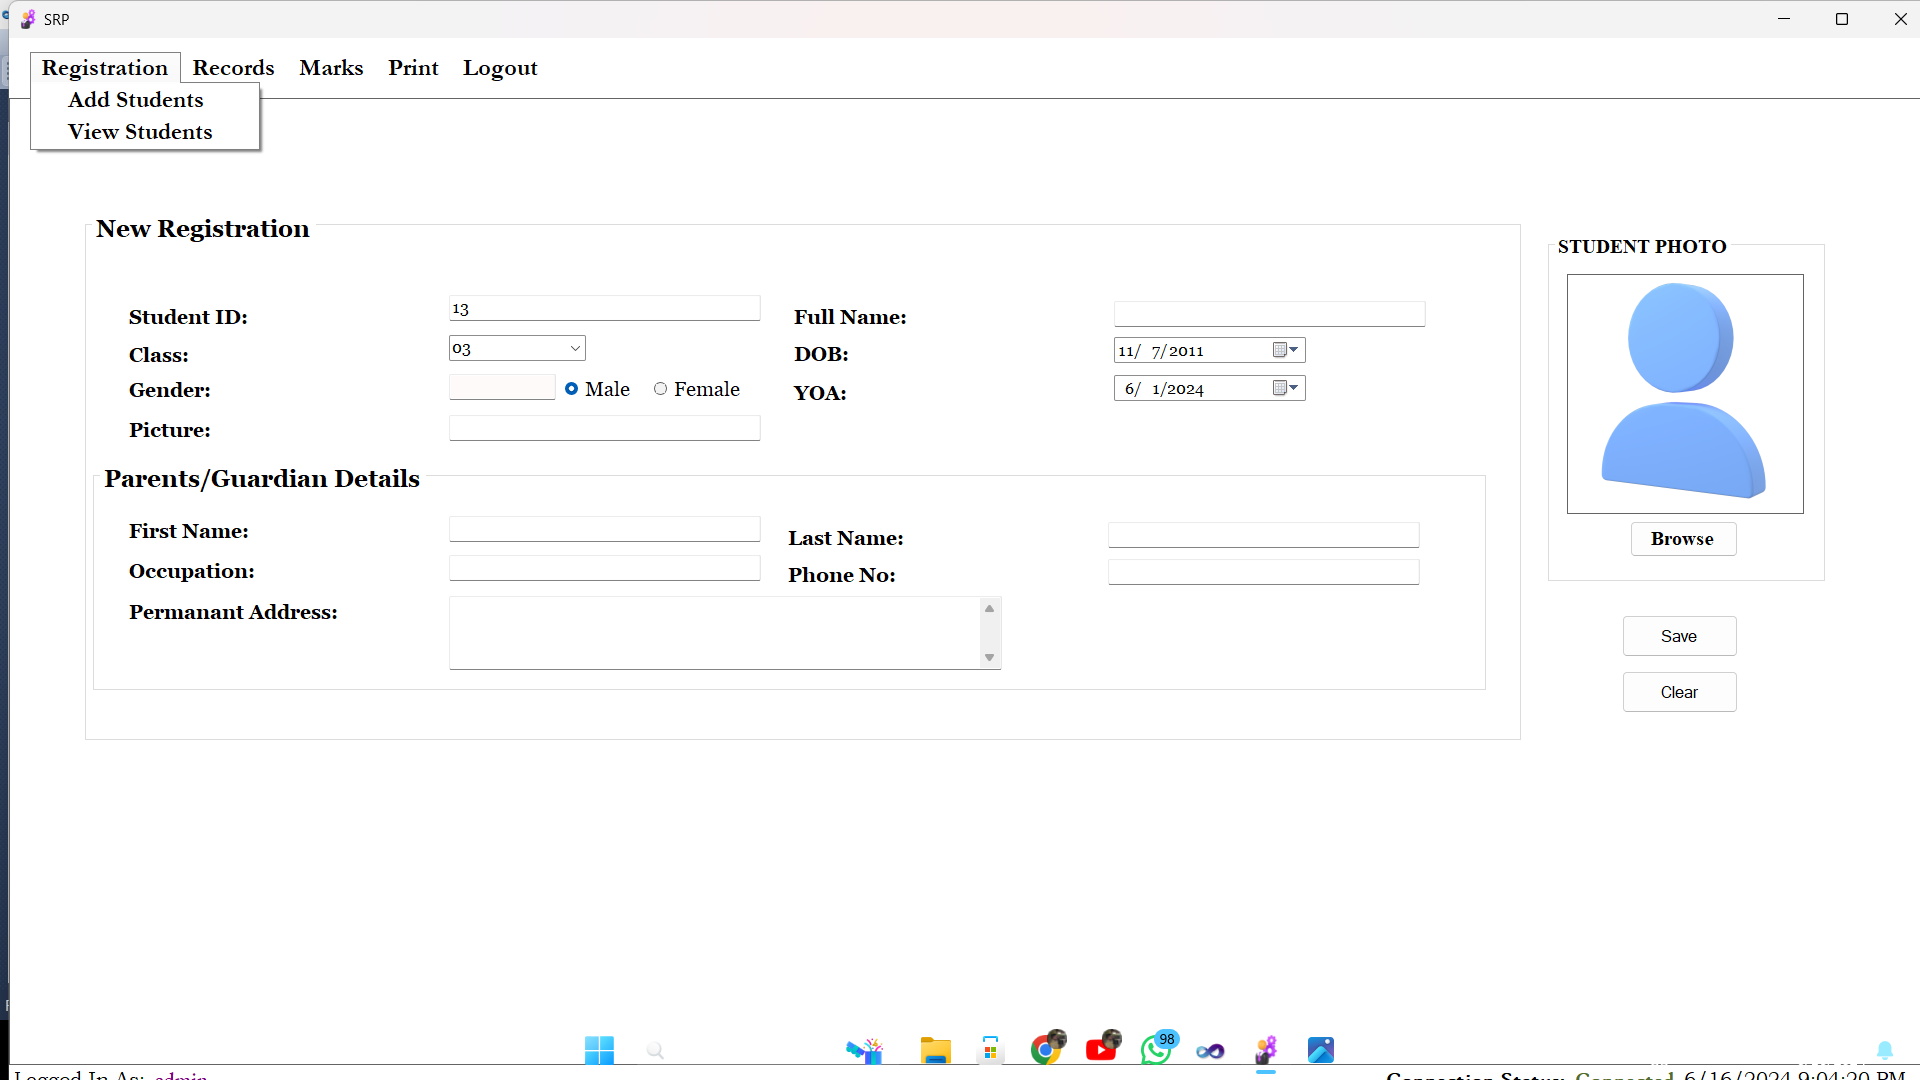 SRP
Registration Records Marks Print Logout
Add Students
View Students
New Registration
STUDENT PHOTO
Student ID: 13 Full Name:
Class: 03 DOB: 11/ 7/2011
Gender: Male Female YOA: 6/ 1/2024
Picture:
Parents/Guardian Details
First Name: Last Name:
Browse
Occupation: Phone No:
Permanant Address:
Save
Clear
98
Logged In As: admin Connection Status: Connected 6/16/2024 9:04:20 PM